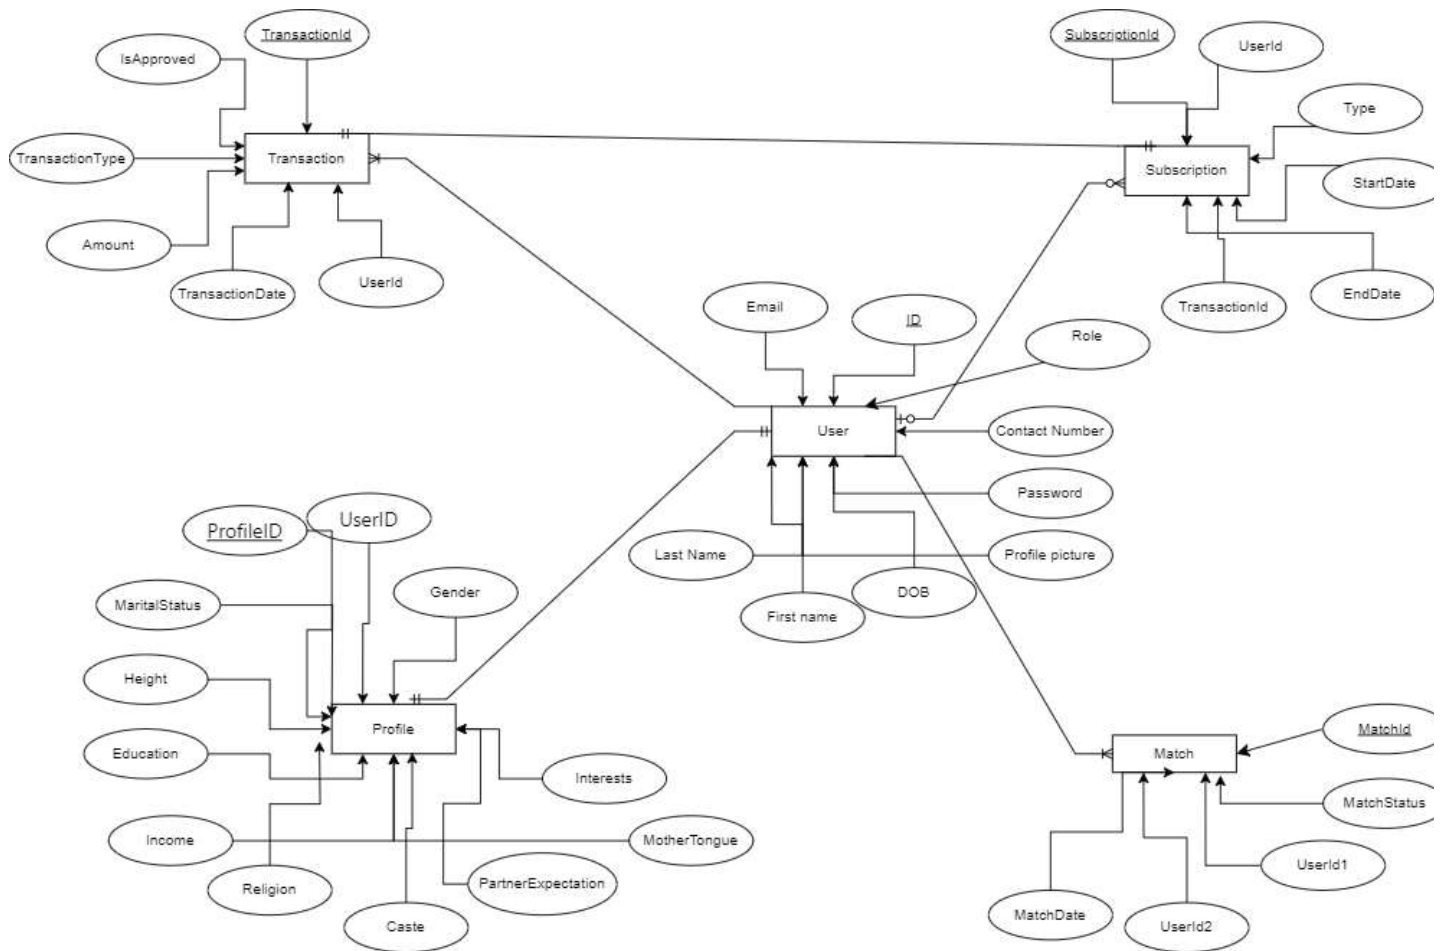 TransactionId
SubscriptionId
UserId
IsApproved
Type
TransactionType
Transaction
Subscription
StartDate
Amount
TransactionDate
UserId
TransactionId
EndDate
Email
ID
Role
User
Contact Number
Password
ProfileID
UserID
Last Name
Profile picture
Gender
DOB
MaritalStatus
First name
Height
Profile
MatchId
Education
Match
Interests
MatchStatus
Income
MotherTongue
UserId1
Religion
PartnerExpectation
MatchDate
Caste
UserId2